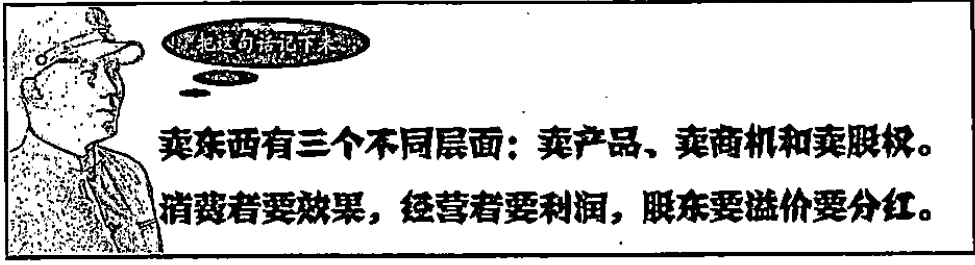 把这句话记下来
卖东西有三个不同层面：卖产品、卖商机和卖股权。
消费者要效果，经营者要利润，股东要溢价要分红。